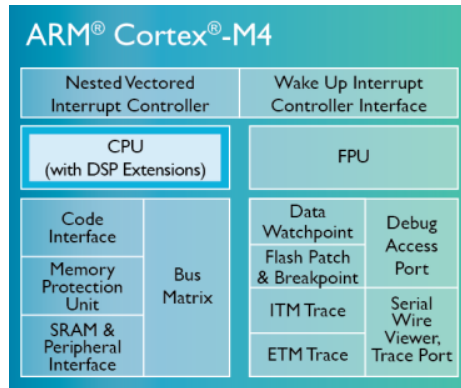 ARM® Cortex®-M4
Nested Vectored
Interrupt Controller
Wake Up Interrupt
Controller Interface
CPU
(with DSP Extensions)
FPU
Code
Interface
Memory
Protection
Unit
SRAM &
Peripheral
Interface
Bus
Matrix
Data
Watchpoint
Flash Patch
& Breakpoint
ITM Trace
ETM Trace
Debug
Access
Port
Serial
Wire
Viewer,
Trace Port